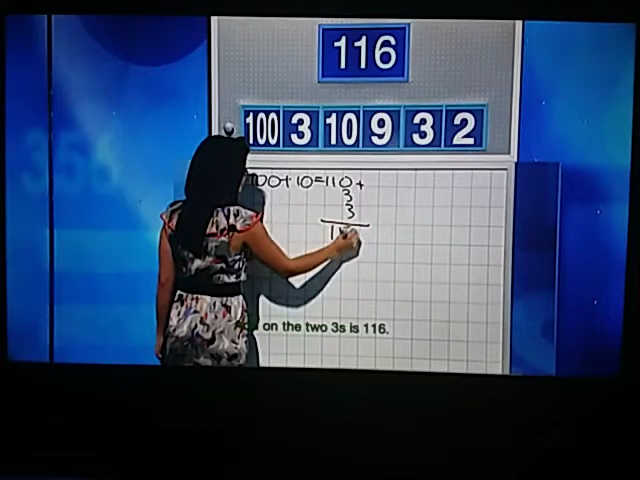 116
100 3 10 9 3 2
100+10=110+
3
3
on the two 3s is 116.